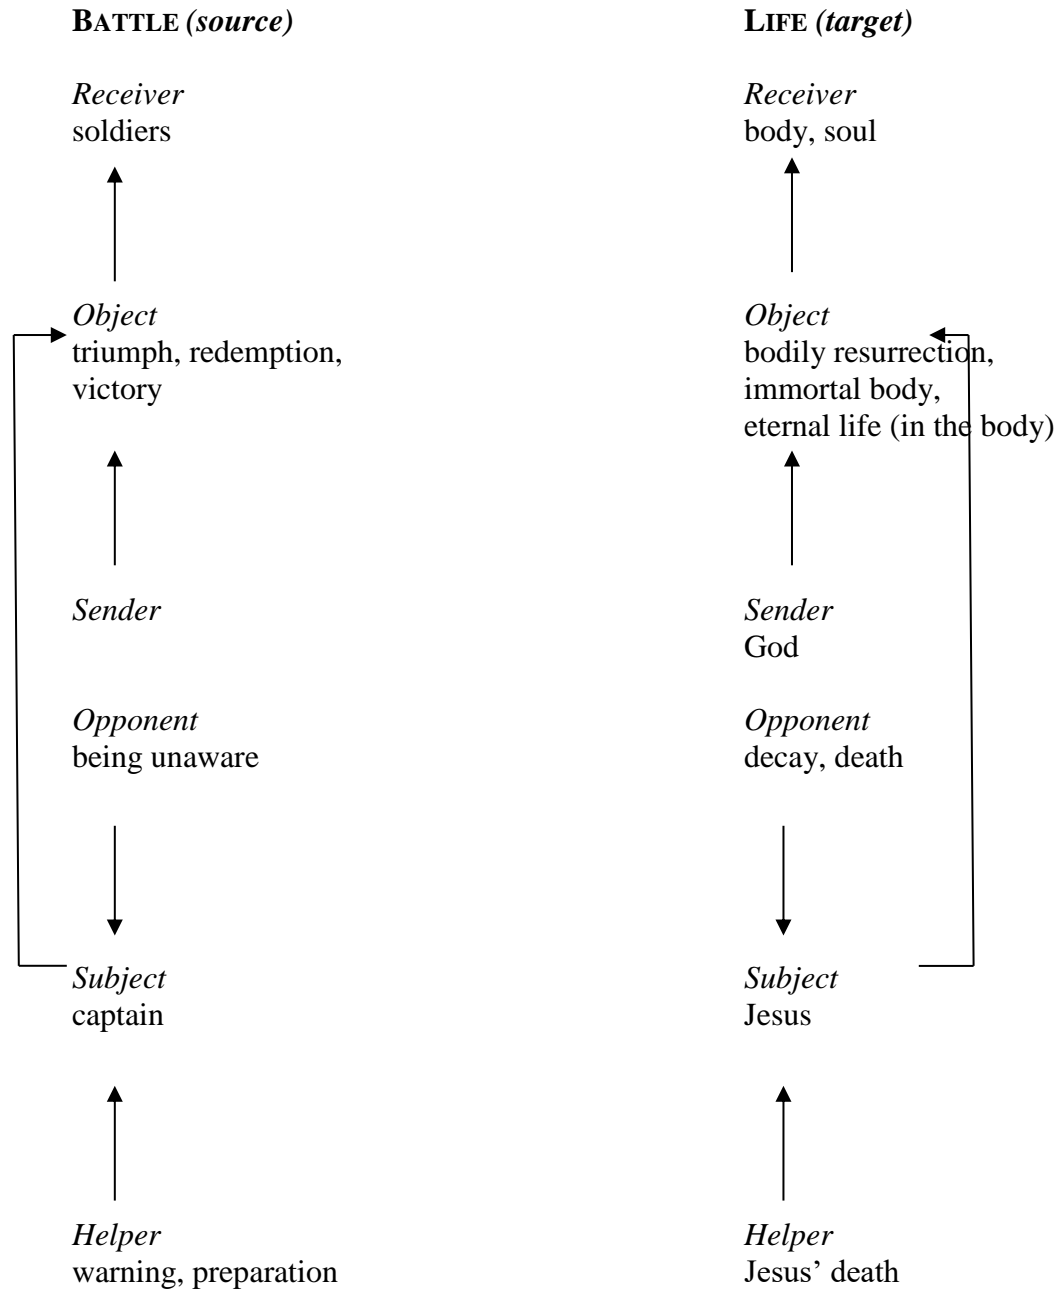 BATTLE (source)
Receiver
soldiers
Object
triumph, redemption,
victory
Sender
Opponent
being unaware
Subject
captain
Helper
warning, preparation
LIFE (target)
Receiver
body, soul
Object
bodily resurrection,
immortal body,
eternal life (in the body)
Sender
God
Opponent
decay, death
Subject
Jesus
Helper
Jesus’ death